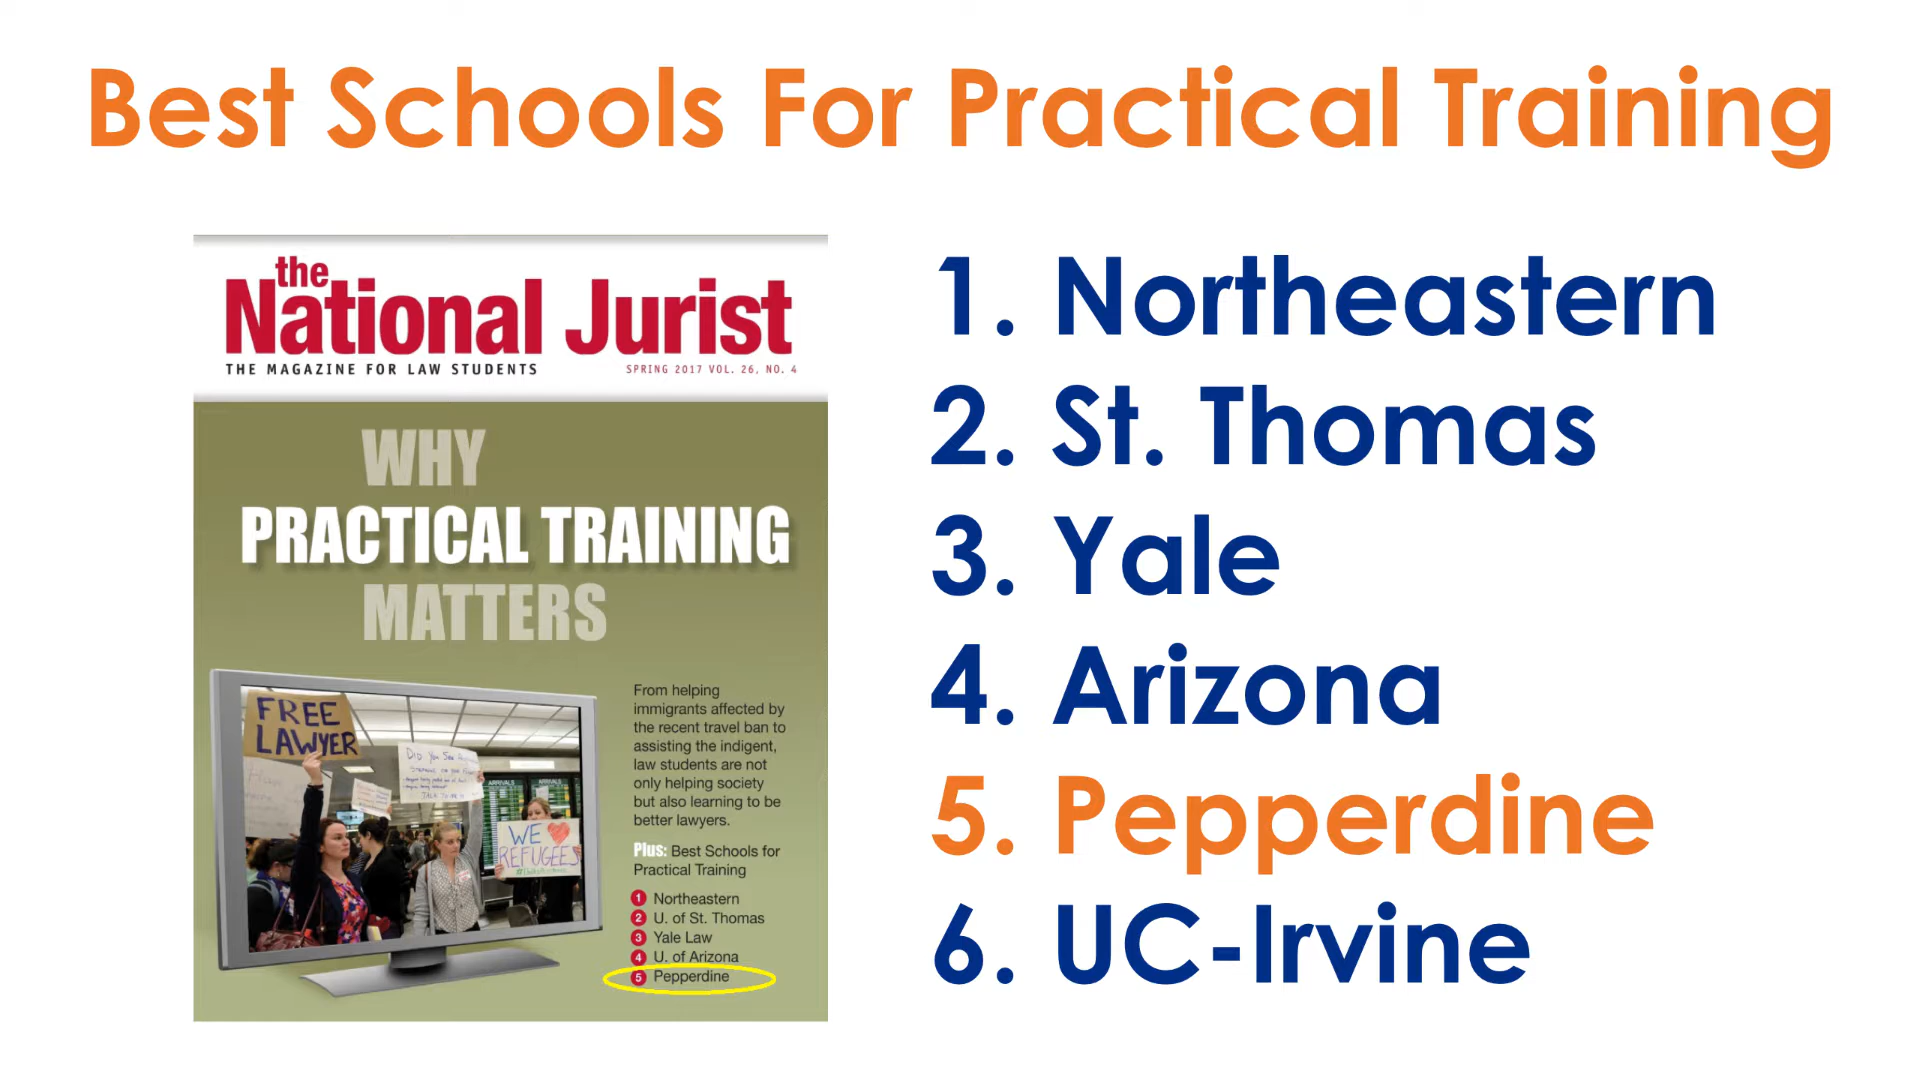 Best Schools For Practical Training
the
National Jurist
THE MAGAZINE FOR LAW STUDENTS
SPRING 2017 VOL. 26, NO. 4
WHY
PRACTICAL TRAINING
MATTERS
FREE
LAWYER
WE
REFUGEES
From helping
immigrants affected by
the recent travel ban to
assisting the indigent,
law students are not
only helping society
but also learning to be
better lawyers.
Plus: Best Schools for
Practical Training
1 Northeastern
2 U. of St. Thomas
3 Yale Law
4 U. of Arizona
5 Pepperdine
1. Northeastern
2. St. Thomas
3. Yale
4. Arizona
5. Pepperdine
6. UC-Irvine